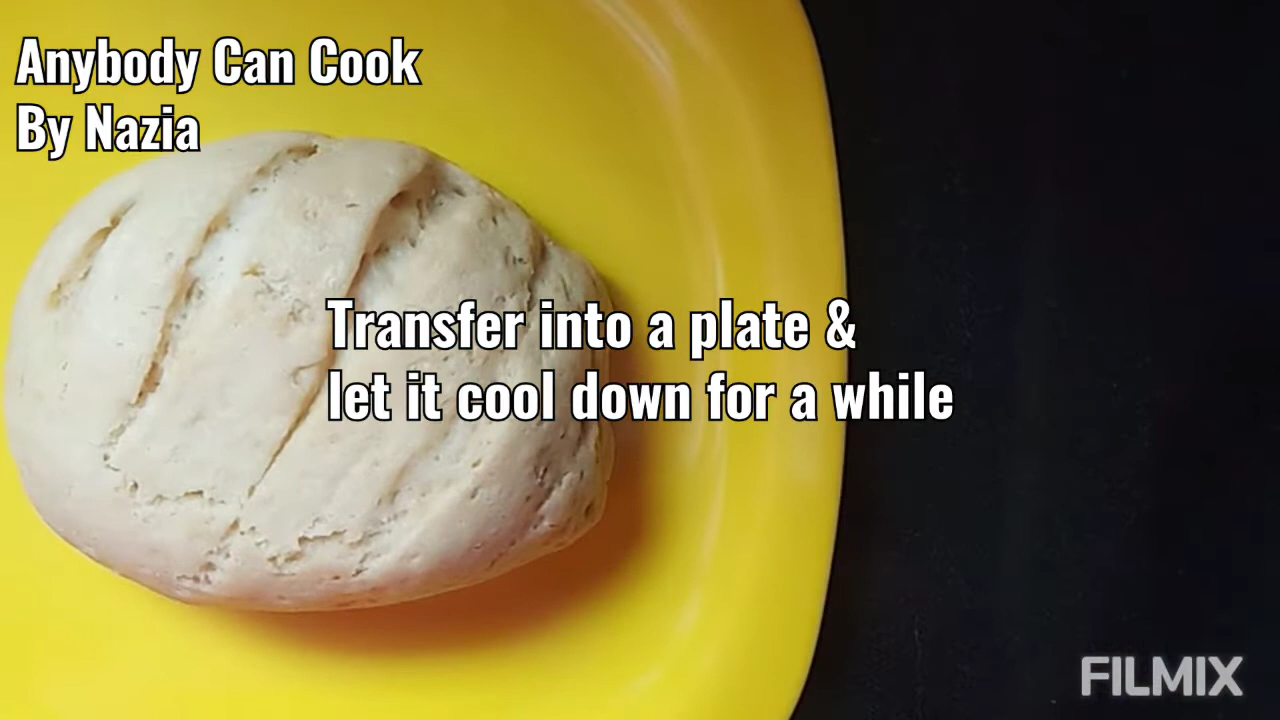 Anybody Can Cook
By Nazia
Transfer into a plate &
let it cool down for a while
FILMIX